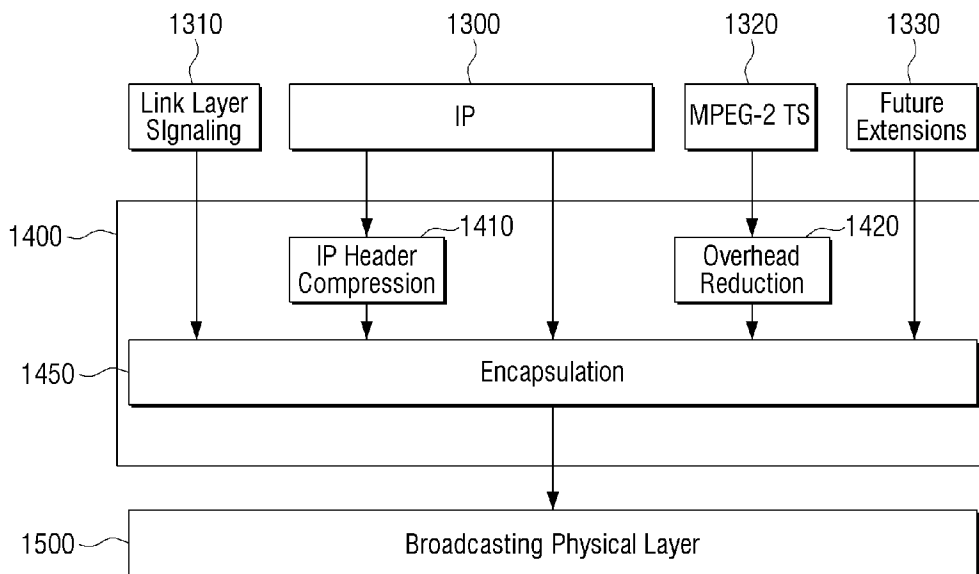 1310
1300
1320
1330
Link Layer
SIgnaling
IP
MPEG-2 TS
Future
Extensions
1400
1410
1420
IP Header
Compression
Overhead
Reduction
1450
Encapsulation
1500
Broadcasting Physical Layer